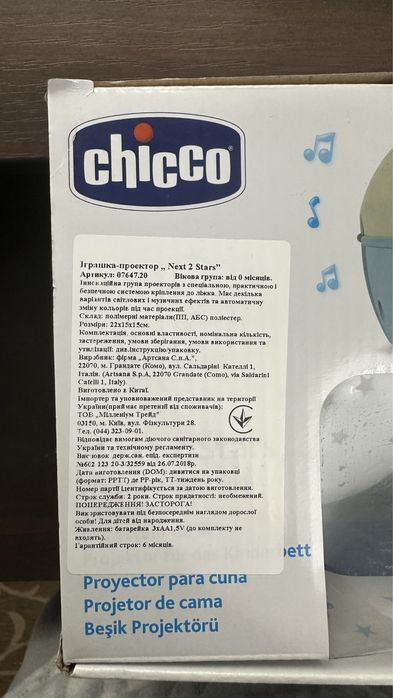 chicco
Іграшка-проектор „ Next 2 Stars"
Артикул: 07647.20 Вікова група: від 0 місяців.
Інноваційна група проекторів з спеціальною, практичною і
безпечною системою кріплення до ліжка. Має декілька
варіантів світлових і музичних ефектів та автоматичну
зміну кольорів під час проекції.
Склад: полімерні матеріали(ПП, АБС) поліестер.
Розміри: 22х15х15см.
Комплектація, основні властивості, номінальна кількість,
застереження, умови зберігання, умови використання та
утилізації: див.інструкцію/упаковку.
Виробник: фірма „Артсана С.п.А.",
22070, м. Грандате (Комо), вул. Сальдаріні Кателлі 1,
Італія. (Artsana S.p.A, 22070 Grandate (Como), via Saldarini
Catelli 1, Italy)
Виготовлено в Китаї.
Імпортер та уповноважений представник на території
України(приймає претензії від споживачів):
ТОВ „Мілленіум Трейд"
03150, м. Київ, вул. Фізкультури 28.
Тел. (044) 323-09-01.
Відповідає вимогам діючого санітарного законодавства
України та технічному регламенту.
Висновок держ.сан. епід. експертизи
№602 123 20-3/32559 від 26.07.2018р.
Дата виготовлення (DOM): дивитися на упаковці
(формат: РРТТ) де РР-рік, ТТ-тиждень року.
Номер партії ідентифікується за датою виготовлення.
Строк служби: 2 роки. Строк придатності: необмежений.
ПОПЕРЕДЖЕННЯ! ЗАСТОРОГА!
Використовувати під безпосереднім наглядом дорослої
особи! Для дітей від народження.
Живлення: батарейка 3хАА1,5V (до комплекту не
входять).
Гарантійний строк: 6 місяців.
Kinderbett
Proyector para cuna
Projetor de cama
Beşik Projektörü